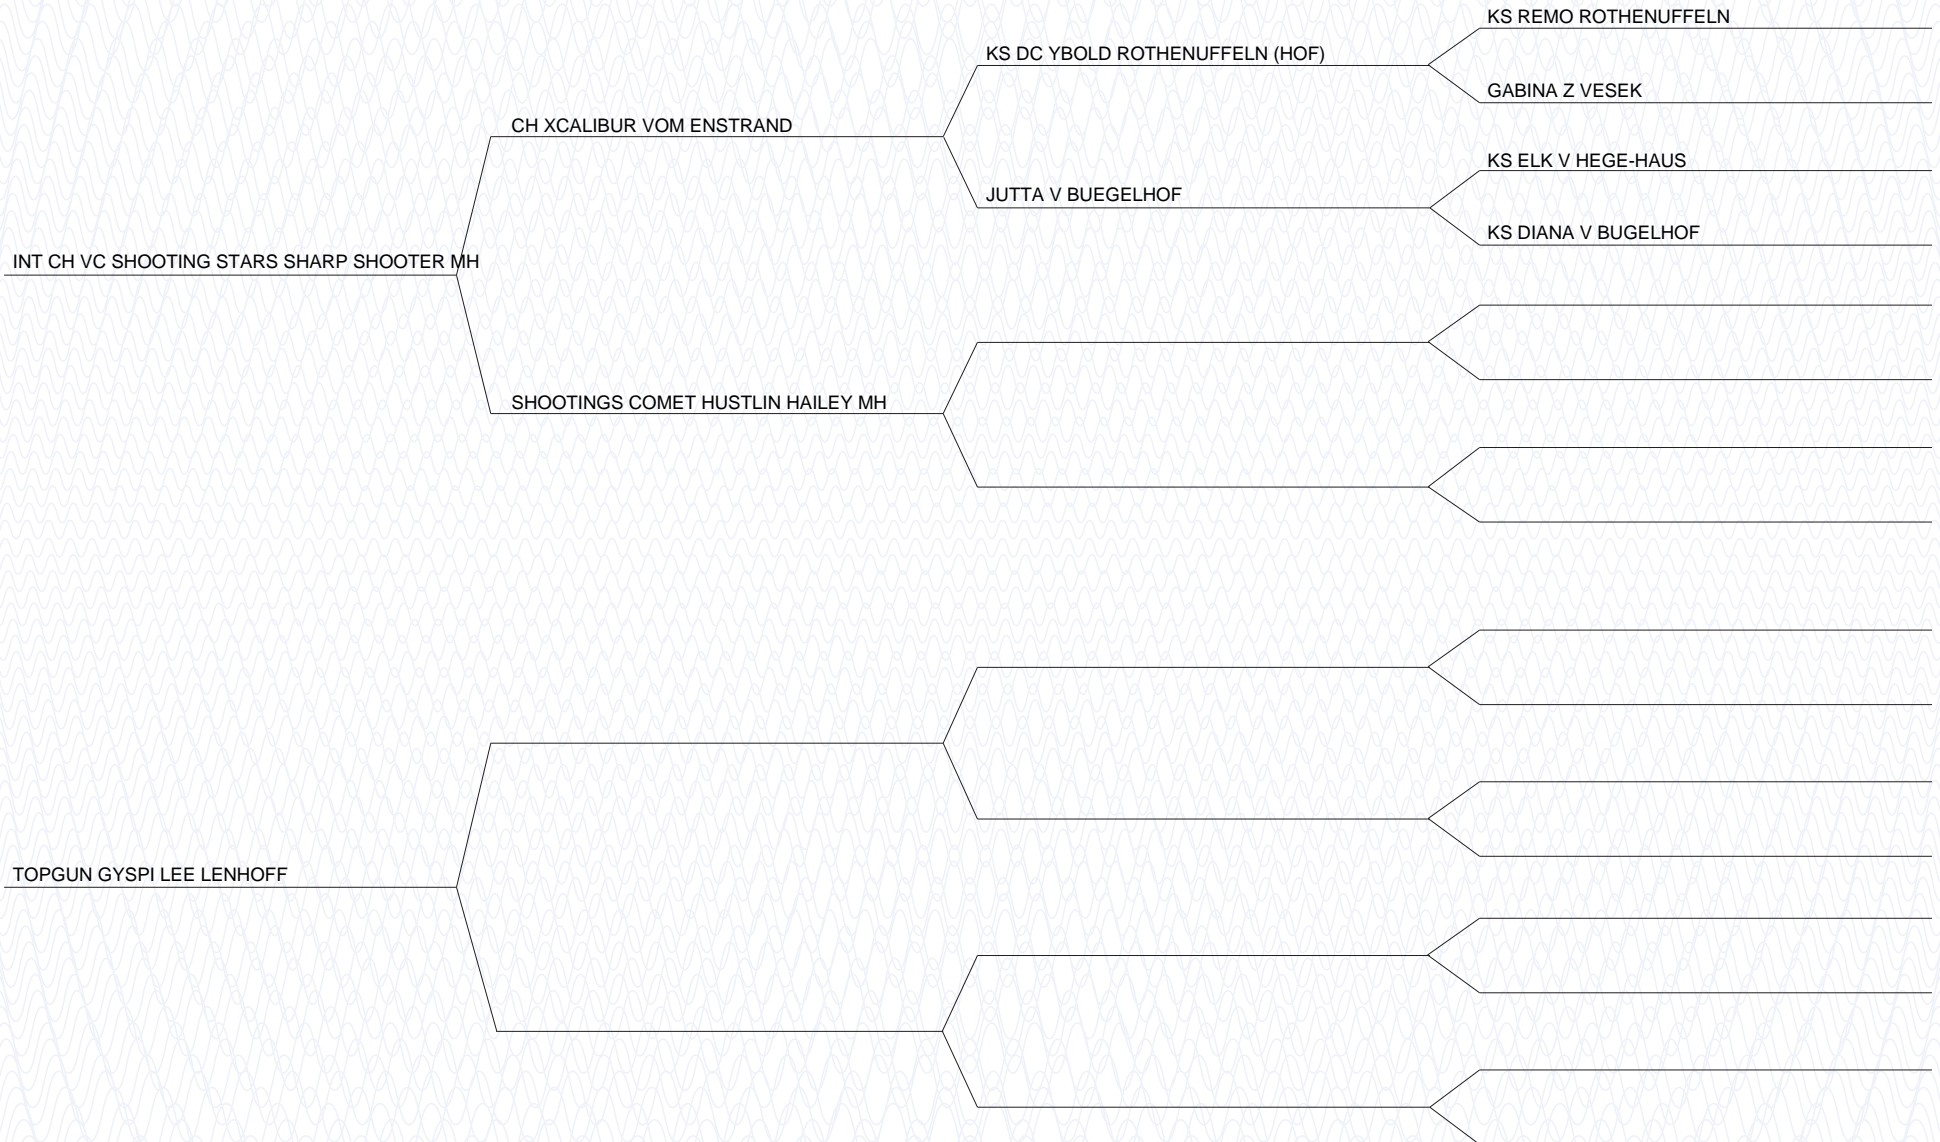 KS REMO ROTHENUFFELN
KS DC YBOLD ROTHENUFFELN (HOF)
GABINA Z VESEK
CH XCALIBUR VOM ENSTRAND
KS ELK V HEGE-HAUS
JUTTA V BUEGELHOF
KS DIANA V BUGELHOF
INT CH VC SHOOTING STARS SHARP SHOOTER MH
SHOOTINGS COMET HUSTLIN HAILEY MH
TOPGUN GYSPI LEE LENHOFF